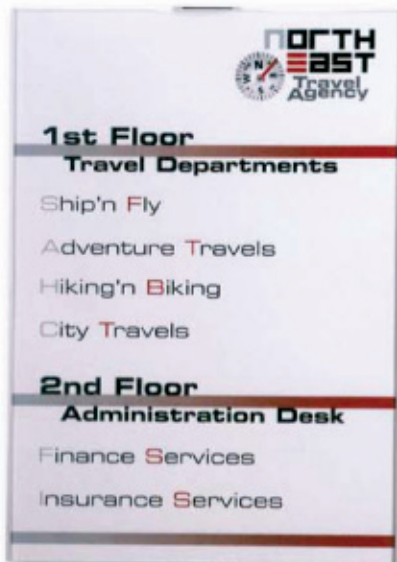 NORTH
EAST
Travel
Agency
N
E
S
W
1st Floor
Travel Departments
Ship'n Fly
Adventure Travels
Hiking'n Biking
City Travels
2nd Floor
Administration Desk
Finance Services
Insurance Services